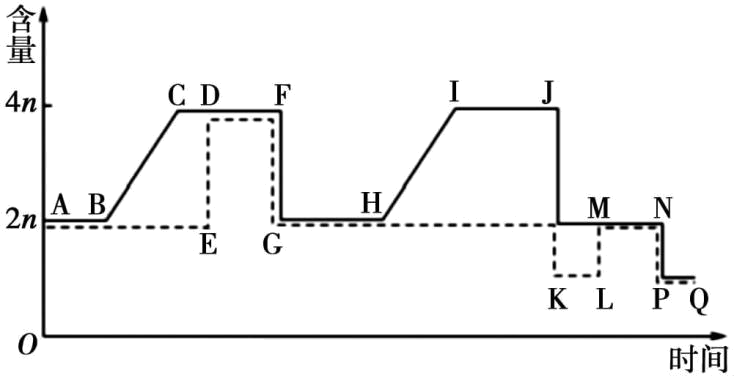 含量
4n
C D F I J
A B H M N
2n
E G
K L P Q
O
时间